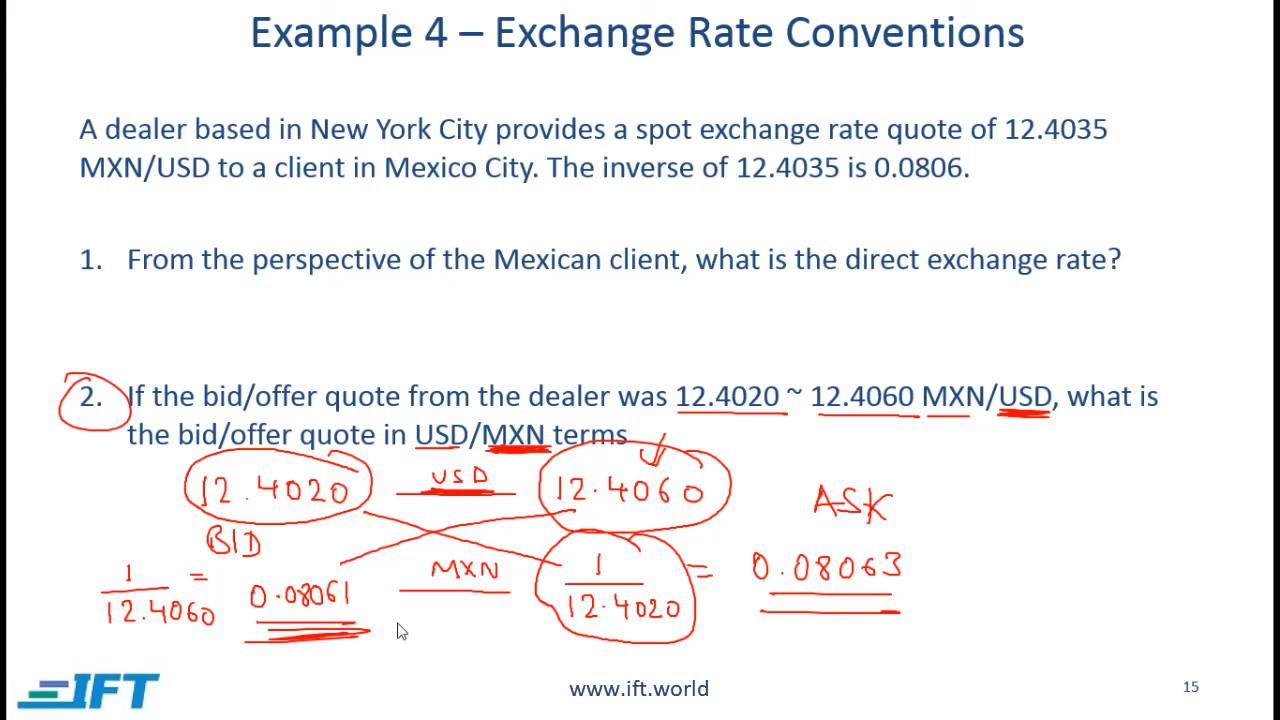 Example 4 – Exchange Rate Conventions
A dealer based in New York City provides a spot exchange rate quote of 12.4035
MXN/USD to a client in Mexico City. The inverse of 12.4035 is 0.0806.
1. From the perspective of the Mexican client, what is the direct exchange rate?
2. If the bid/offer quote from the dealer was 12.4020 ~ 12.4060 MXN/USD, what is
the bid/offer quote in USD/MXN terms
12.4020 USD 12.4060
BID ASK
1/12.4060 = 0.08061 MXN 1/12.4020 = 0.08063
IFT
www.ift.world
15